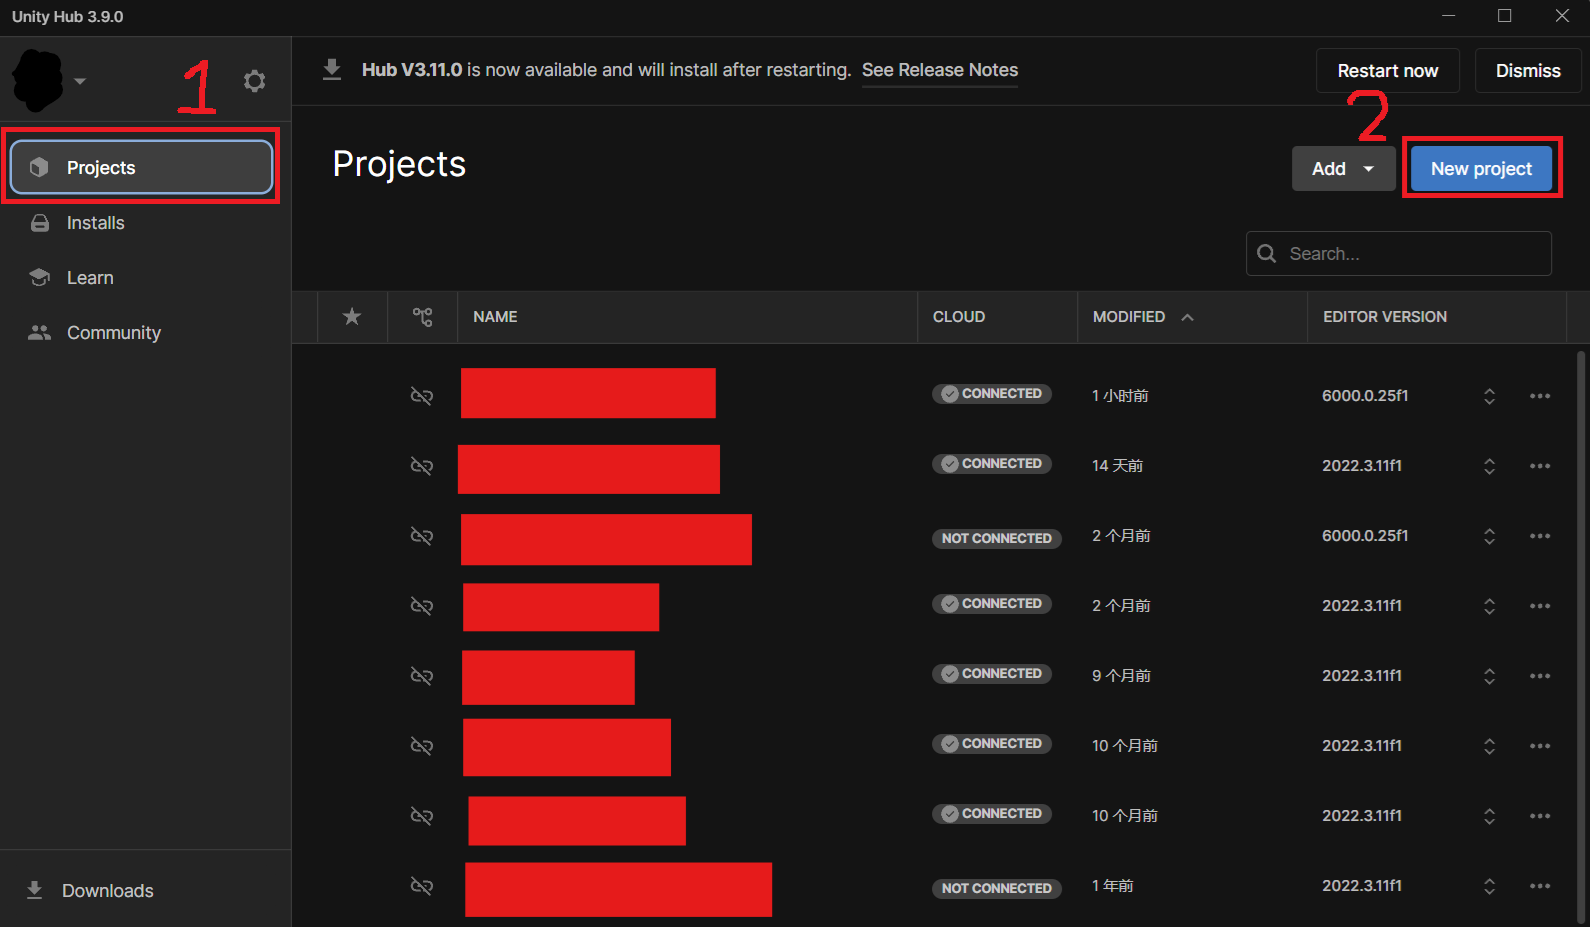 Unity Hub 3.9.0
1
Hub V3.11.0 is now available and will install after restarting. See Release Notes
Restart now
Dismiss
2
Projects
Installs
Learn
Community
Downloads
Projects
Add
New project
Search...
NAME CLOUD MODIFIED EDITOR VERSION
CONNECTED 1 小时前 6000.0.25f1
CONNECTED 14 天前 2022.3.11f1
NOT CONNECTED 2 个月前 6000.0.25f1
CONNECTED 2 个月前 2022.3.11f1
CONNECTED 9 个月前 2022.3.11f1
CONNECTED 10 个月前 2022.3.11f1
CONNECTED 10 个月前 2022.3.11f1
NOT CONNECTED 1 年前 2022.3.11f1